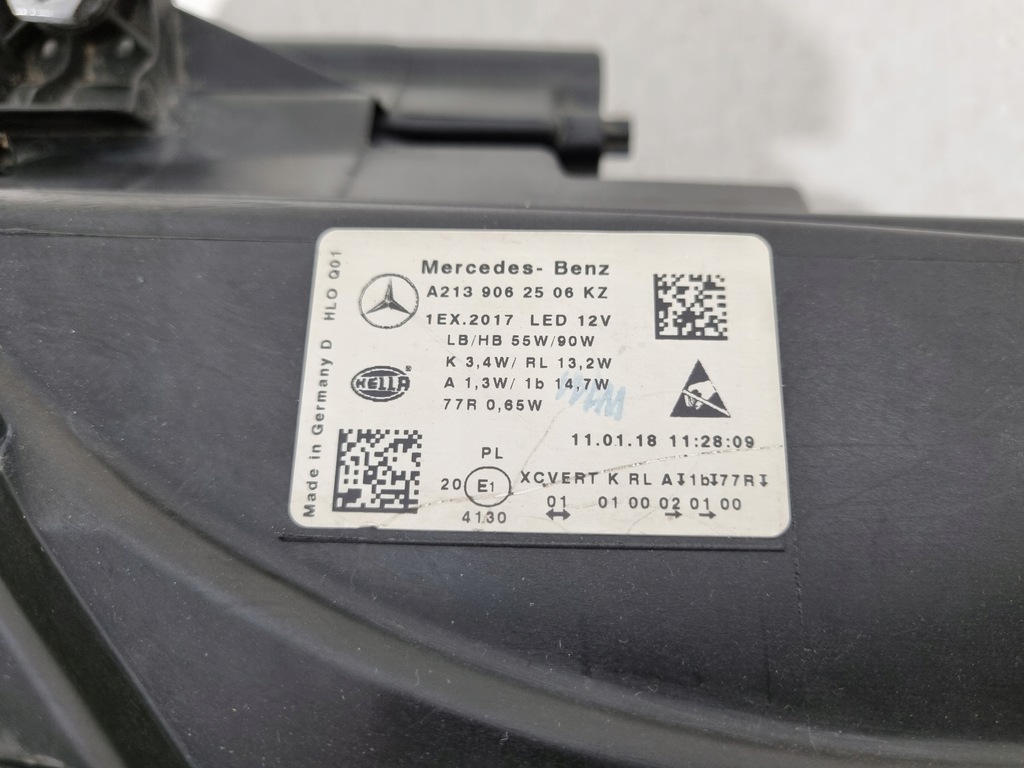 Mercedes- Benz
A213 906 25 06 KZ
1EX.2017 LED 12V
LB/HB 55W/90W
K 3,4W/ RL 13,2W
A 1,3W/ 1b 14,7W
77R 0,65W
HELLA®
Made in Germany D HLO Q01
11.01.18 11:28:09
PL
20 E1 XCVERT K RL A↧1b↧77R↧
01 01 00 02 01 00
4130 ↔ → →